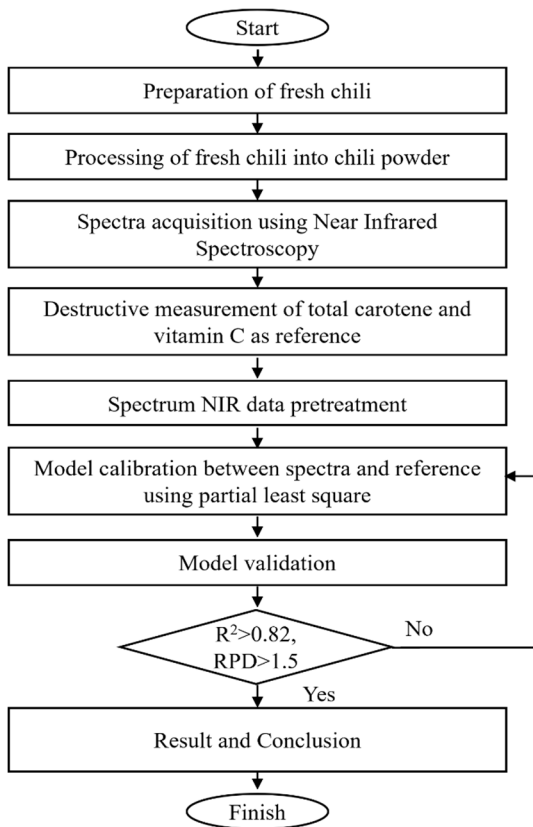 Start
Preparation of fresh chili
Processing of fresh chili into chili powder
Spectra acquisition using Near Infrared
Spectroscopy
Destructive measurement of total carotene and
vitamin C as reference
Spectrum NIR data pretreatment
Model calibration between spectra and reference
using partial least square
Model validation
R²>0.82,
RPD>1.5
No
Yes
Result and Conclusion
Finish